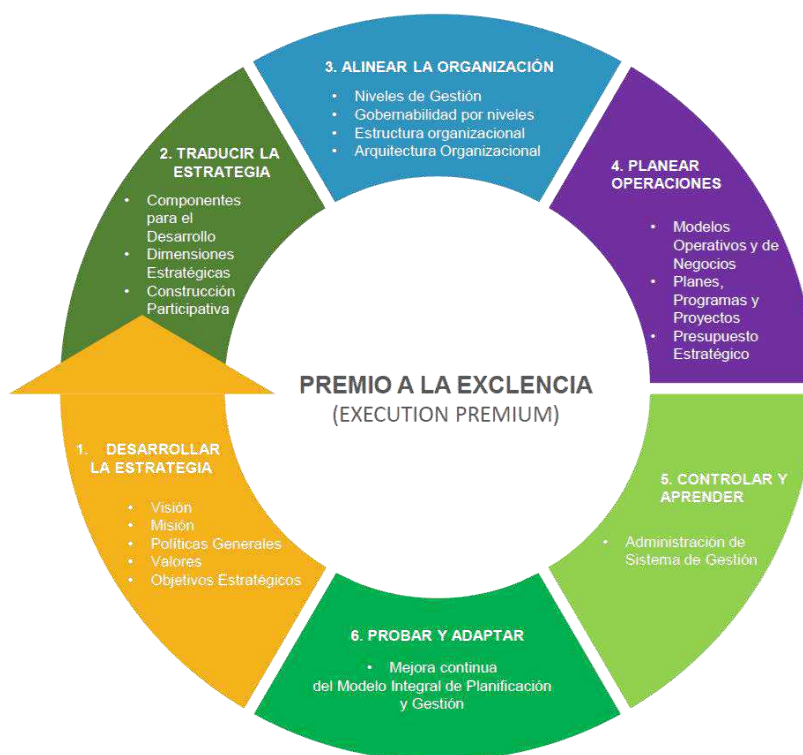 3. ALINEAR LA ORGANIZACIÓN
• Niveles de Gestión
• Gobernabilidad por niveles
• Estructura organizacional
• Arquitectura Organizacional
2. TRADUCIR LA
ESTRATEGIA
• Componentes
para el
Desarrollo
• Dimensiones
Estratégicas
• Construcción
Participativa
4. PLANEAR
OPERACIONES
• Modelos
Operativos y de
Negocios
• Planes,
Programas y
Proyectos
• Presupuesto
Estratégico
PREMIO A LA EXCLENCIA
(EXECUTION PREMIUM)
1. DESARROLLAR
LA ESTRATEGIA
• Visión
• Misión
• Políticas Generales
• Valores
• Objetivos Estratégicos
5. CONTROLAR Y
APRENDER
• Administración de
Sistema de Gestión
6. PROBAR Y ADAPTAR
• Mejora continua
del Modelo Integral de Planificación
y Gestión